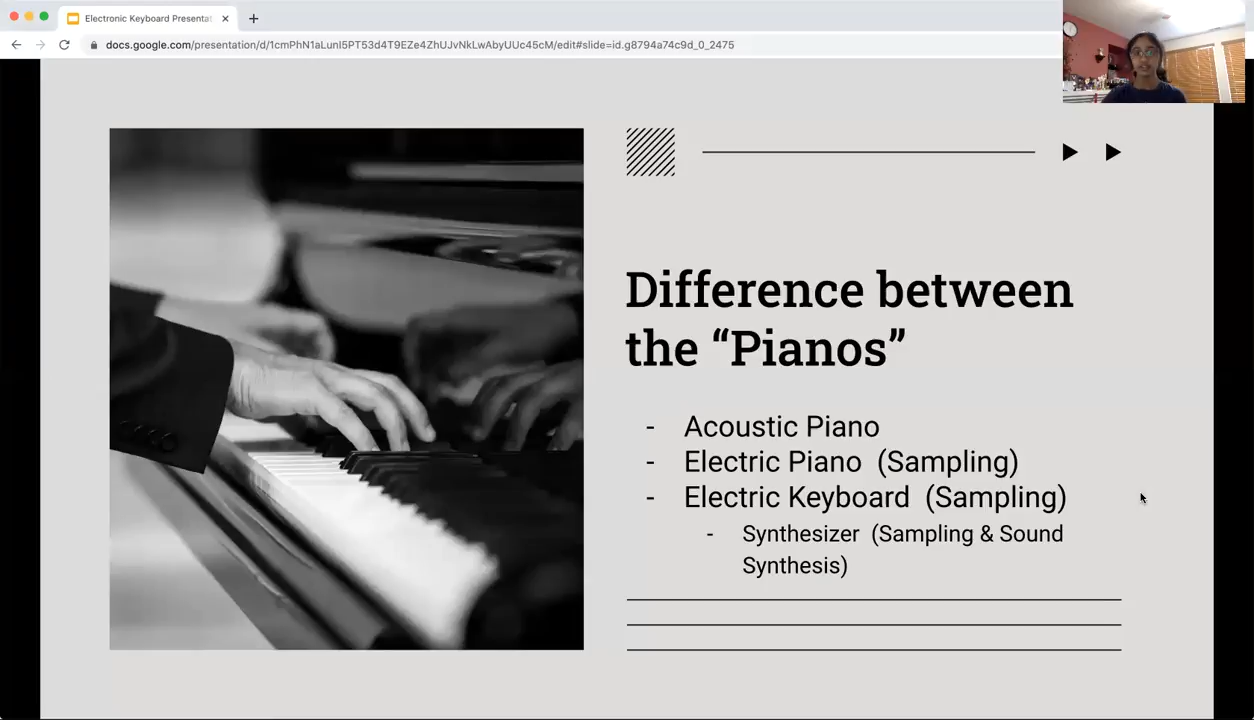 Electronic Keyboard Presentat
docs.google.com/presentation/d/1cmPhN1aLunI5PT53d4T9EZe4ZhUJvNkLwAbyUUc45cM/edit#slide=id.g8794a74c9d_0_2475
Difference between
the “Pianos”
- Acoustic Piano
- Electric Piano (Sampling)
- Electric Keyboard (Sampling)
- Synthesizer (Sampling & Sound
Synthesis)